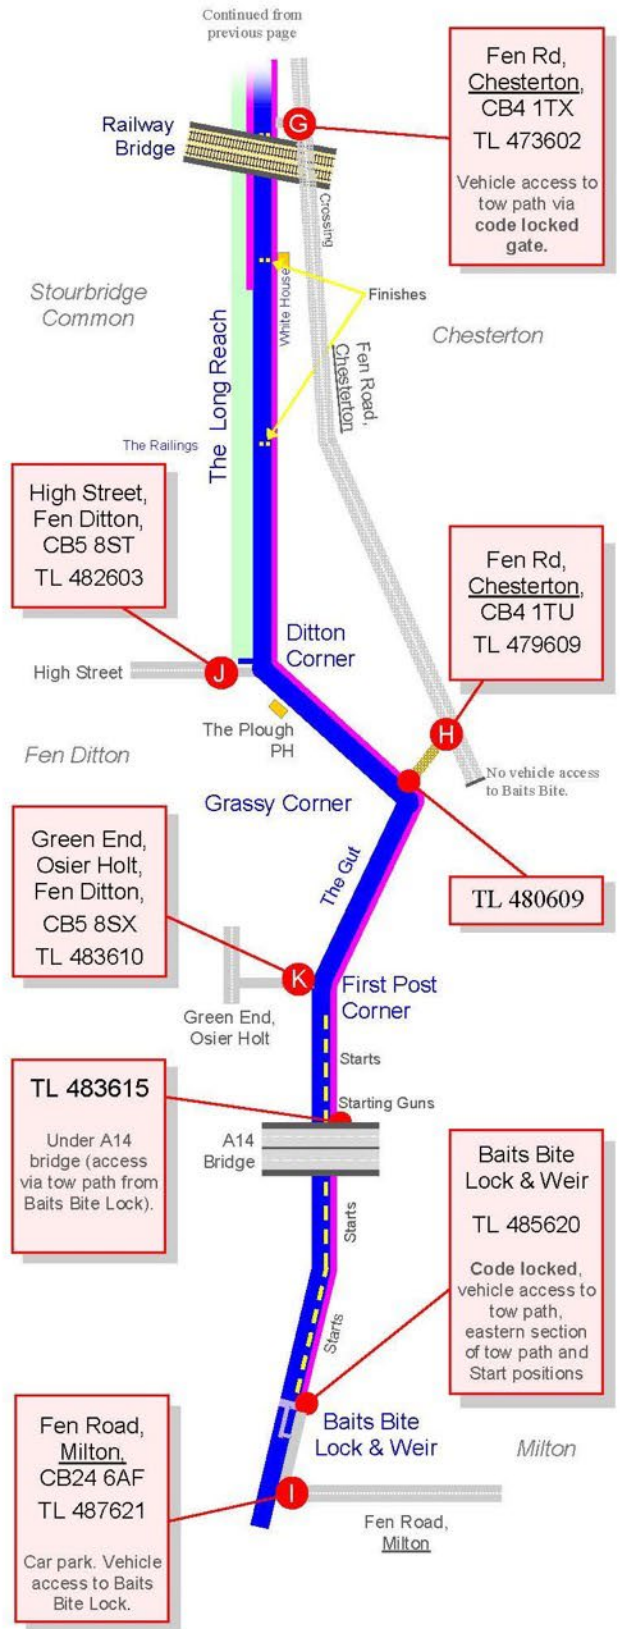 Continued from
previous page
Fen Rd,
Chesterton,
CB4 1TX
TL 473602
Vehicle access to
tow path via
code locked
gate.
G
Railway
Bridge
Crossing
Stourbridge
Common
White House
Finishes
Chesterton
The Long Reach
Fen Road,
Chesterton
The Railings
High Street,
Fen Ditton,
CB5 8ST
TL 482603
Fen Rd,
Chesterton,
CB4 1TU
TL 479609
Ditton
Corner
High Street
J
The Plough
PH
H
Fen Ditton
No vehicle access
to Baits Bite.
Grassy Corner
The Gut
TL 480609
Green End,
Osier Holt,
Fen Ditton,
CB5 8SX
TL 483610
K
First Post
Corner
Green End,
Osier Holt
Starts
Starting Guns
TL 483615
Under A14
bridge (access
via tow path from
Baits Bite Lock).
A14
Bridge
Baits Bite
Lock & Weir
TL 485620
Code locked,
vehicle access to
tow path,
eastern section
of tow path and
Start positions
Starts
Starts
Baits Bite
Lock & Weir
Milton
Fen Road,
Milton,
CB24 6AF
TL 487621
Car park. Vehicle
access to Baits
Bite Lock.
I
Fen Road,
Milton